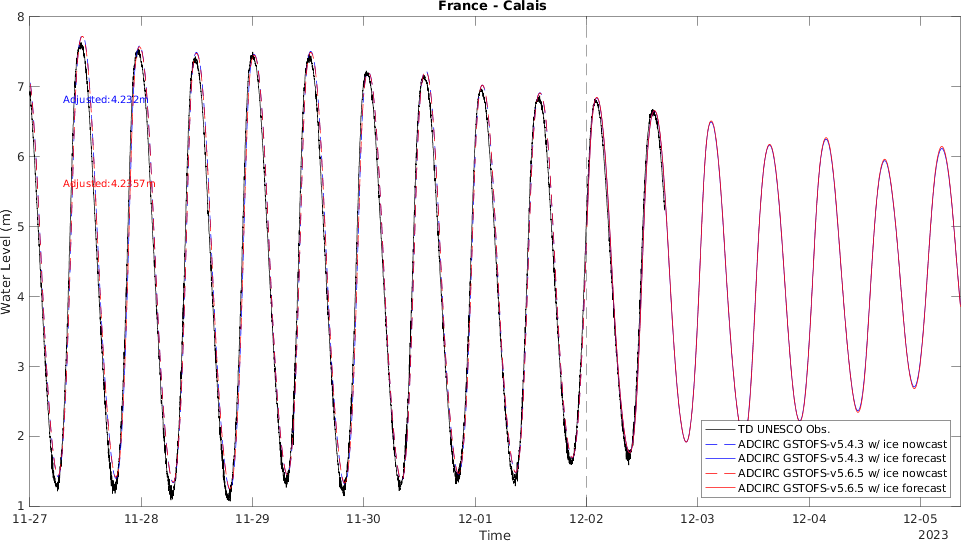 France - Calais
8
7
6
5
4
3
2
1
Water Level (m)
Adjusted:4.232m
Adjusted:4.2357m
TD UNESCO Obs.
ADCIRC GSTOFS-v5.4.3 w/ ice nowcast
ADCIRC GSTOFS-v5.4.3 w/ ice forecast
ADCIRC GSTOFS-v5.6.5 w/ ice nowcast
ADCIRC GSTOFS-v5.6.5 w/ ice forecast
11-27 11-28 11-29 11-30 12-01 12-02 12-03 12-04 12-05
Time
2023